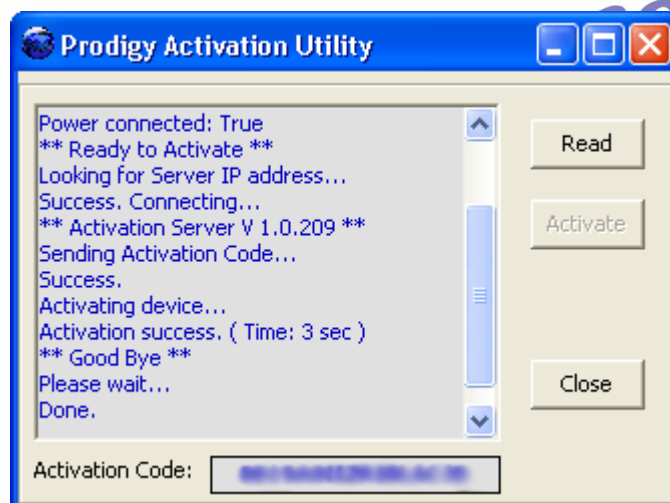 Prodigy Activation Utility
Power connected: True
** Ready to Activate **
Looking for Server IP address...
Success. Connecting...
** Activation Server V 1.0.209 **
Sending Activation Code...
Success.
Activating device...
Activation success. ( Time: 3 sec )
** Good Bye **
Please wait...
Done.
Read
Activate
Close
Activation Code: